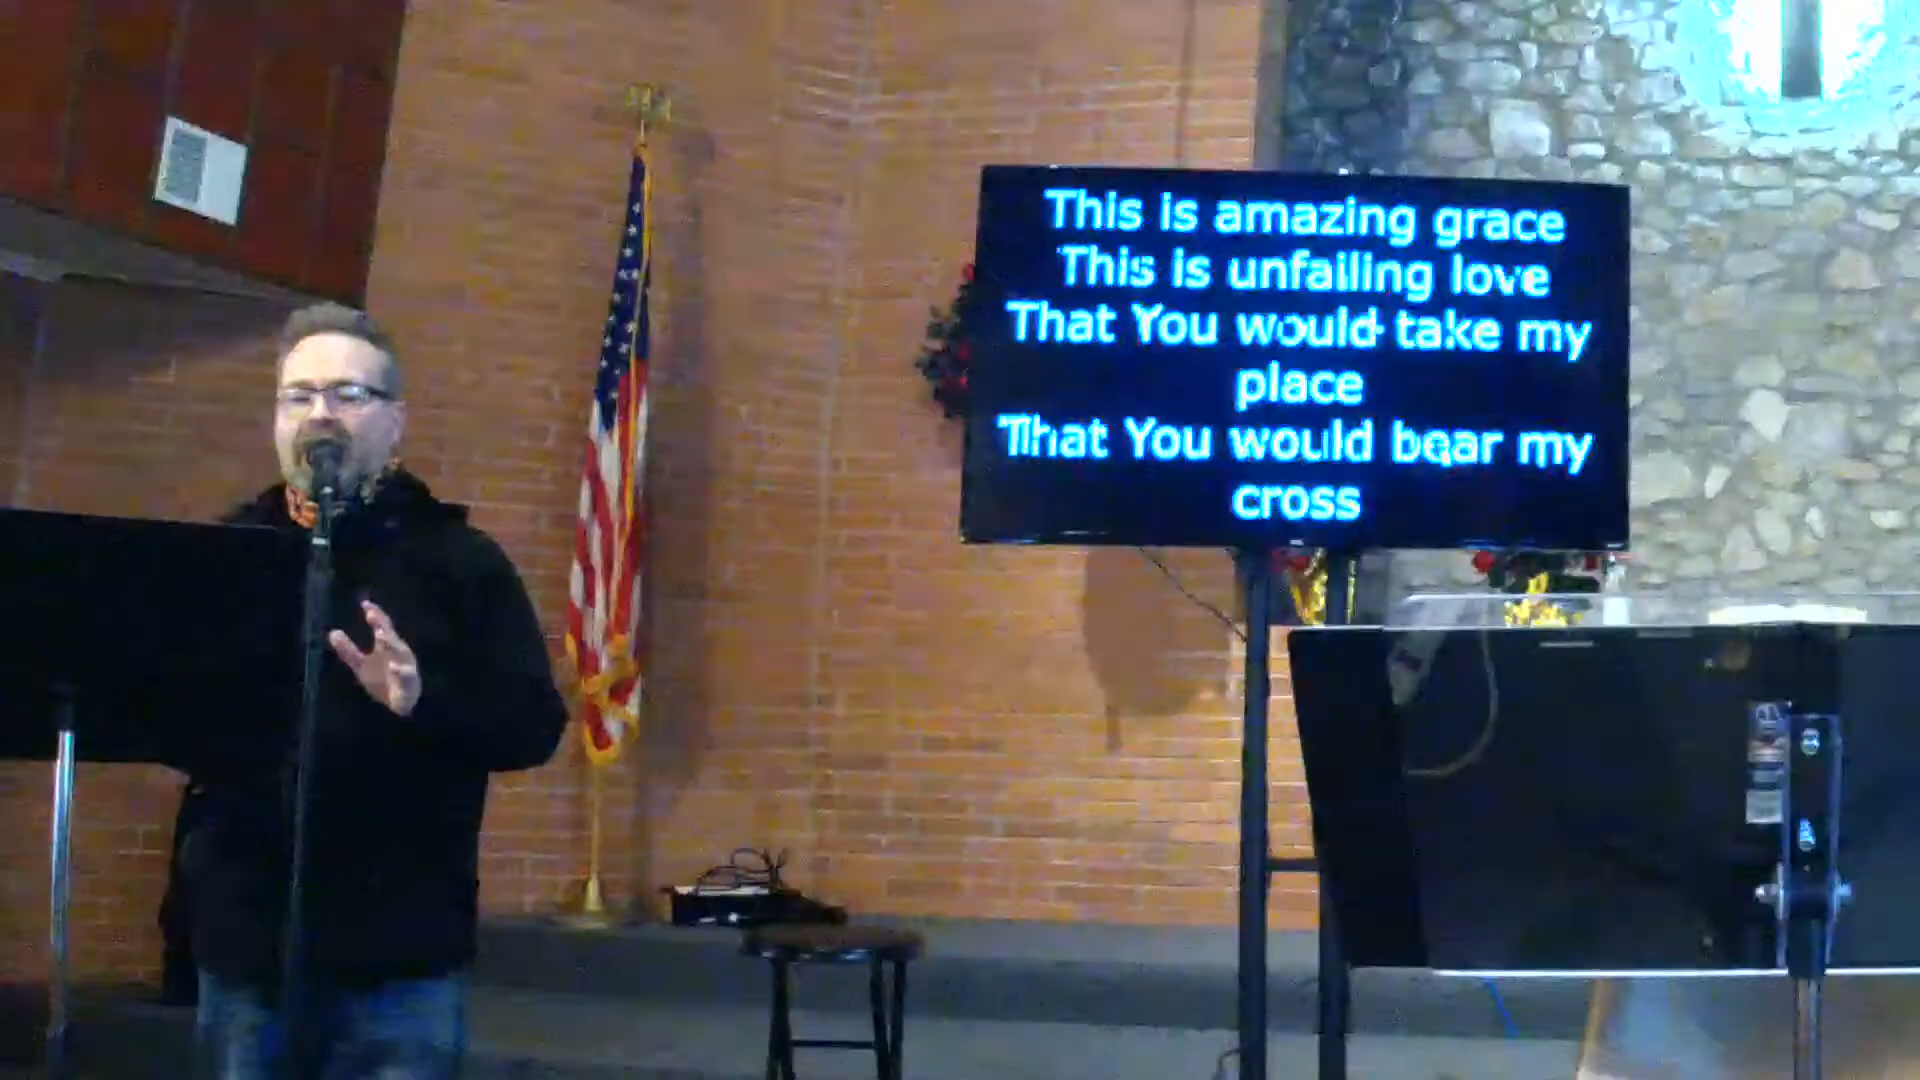 This is amazing grace
This is unfailing love
That You would take my
place
That You would bear my
cross